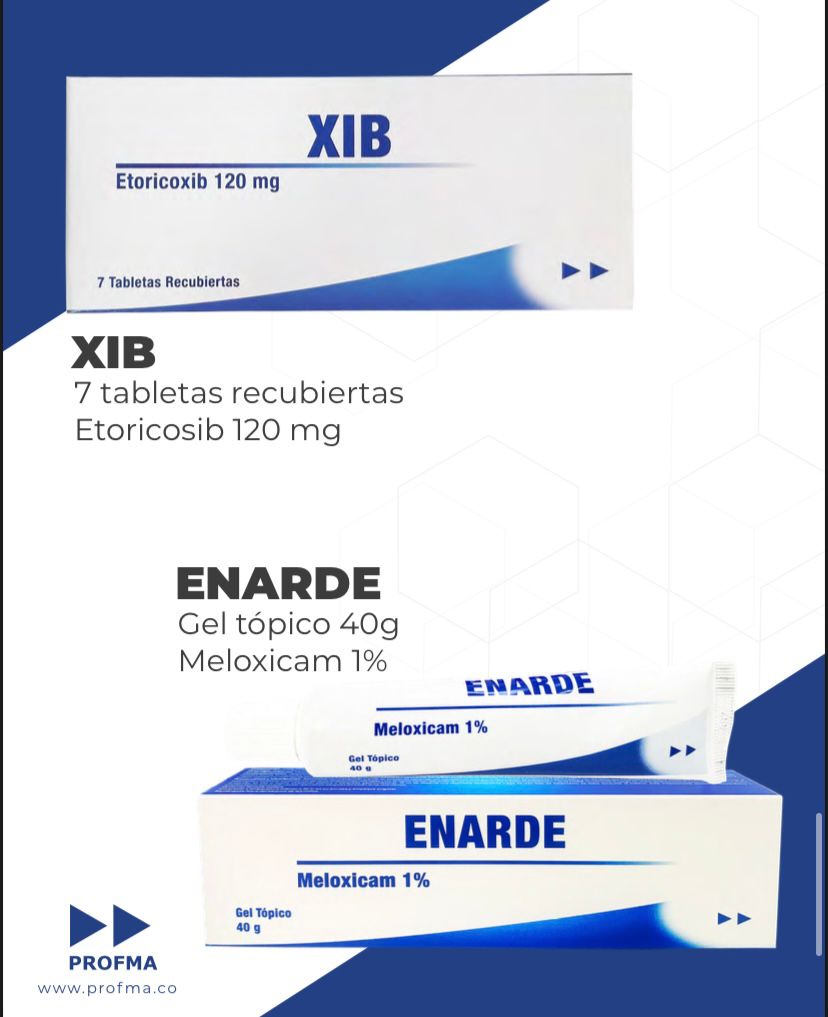 XIB
Etoricoxib 120 mg
7 Tabletas Recubiertas
XIB
7 tabletas recubiertas
Etoricosib 120 mg
ENARDE
Gel tópico 40g
Meloxicam 1%
ENARDE
Meloxicam 1%
Gel Tópico
40 g
ENARDE
Meloxicam 1%
Gel Tópico
40 g
PROFMA
www.profma.co